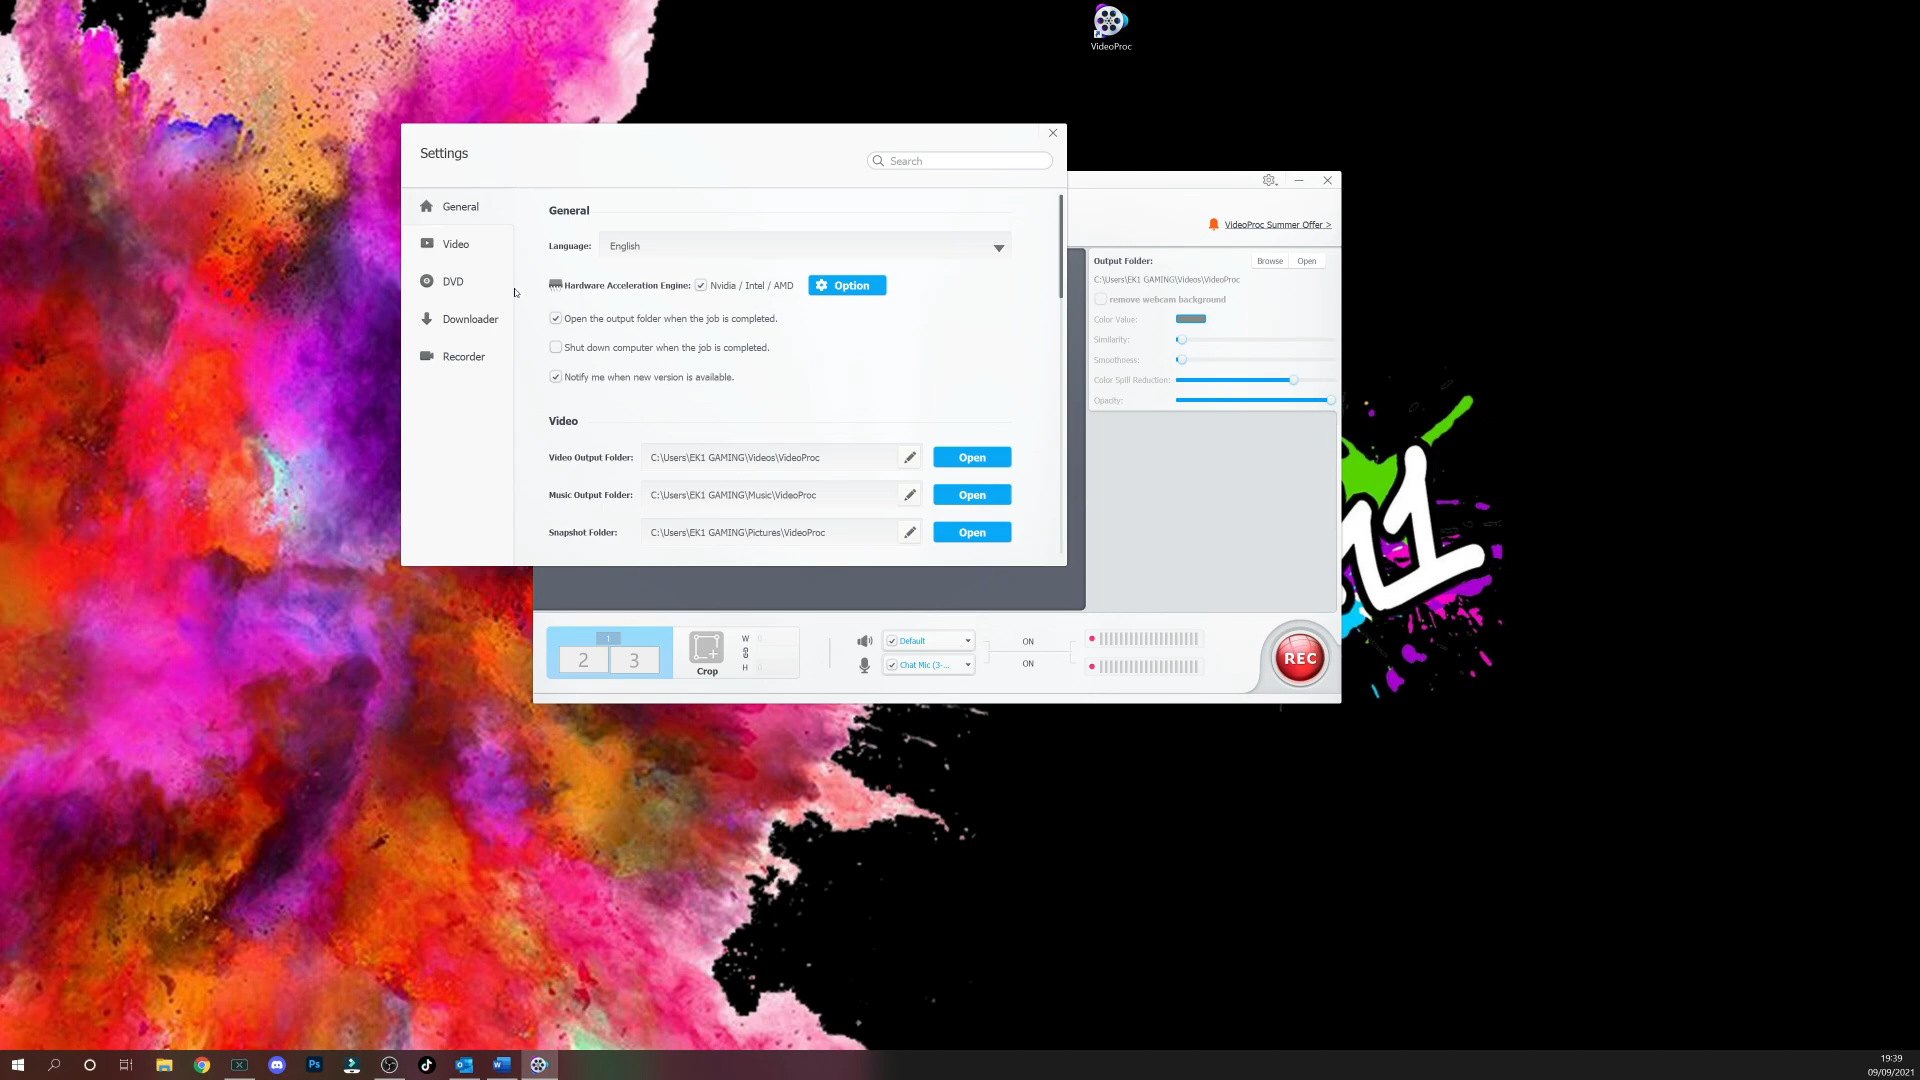 VideoProc
Settings
Search
General
Video
DVD
Downloader
Recorder
General
Language: English
Hardware Acceleration Engine: Nvidia / Intel / AMD Option
Open the output folder when the job is completed.
Shut down computer when the job is completed.
Notify me when new version is available.
Video
Video Output Folder: C:\Users\EK1 GAMING\Videos\VideoProc Open
Music Output Folder: C:\Users\EK1 GAMING\Music\VideoProc Open
Snapshot Folder: C:\Users\EK1 GAMING\Pictures\VideoProc Open
VideoProc Summer Offer >
Output Folder: Browse Open
C:\Users\EK1 GAMING\Videos\VideoProc
remove webcam background
Color Value:
Similarity:
Smoothness:
Color Spill Reduction:
Opacity:
1
2 3
Crop
W 0
H 0
Default
Chat Mic (3-...
ON
ON
REC
Ps
W
19:39
09/09/2021